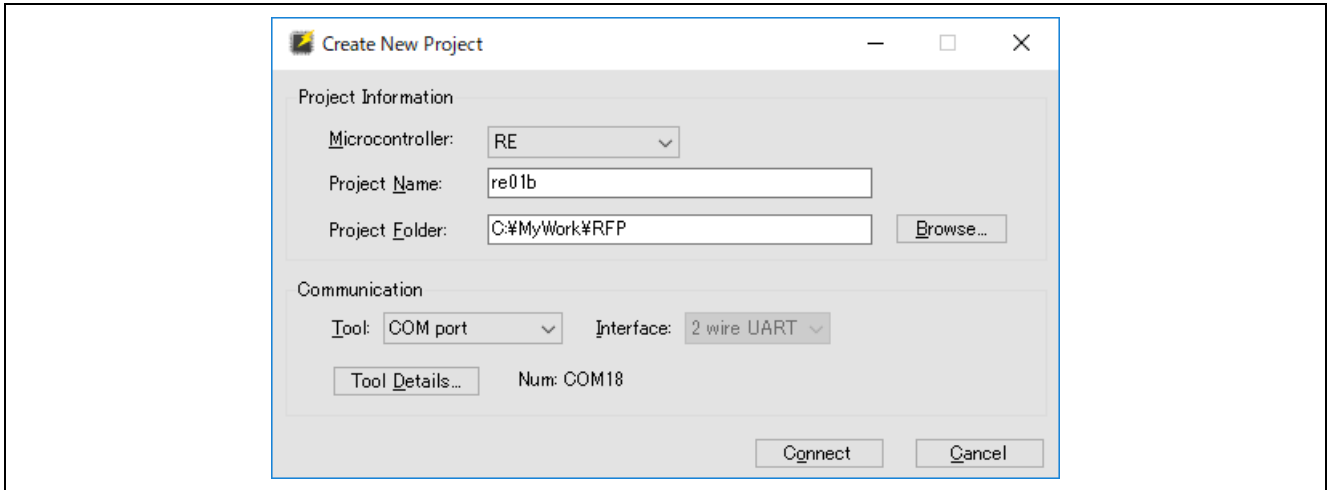 Create New Project
Project Information
Microcontroller: RE
Project Name: re01b
Project Folder: C:¥MyWork¥RFP Browse...
Communication
Tool: COM port Interface: 2 wire UART
Tool Details... Num: COM18
Connect Cancel